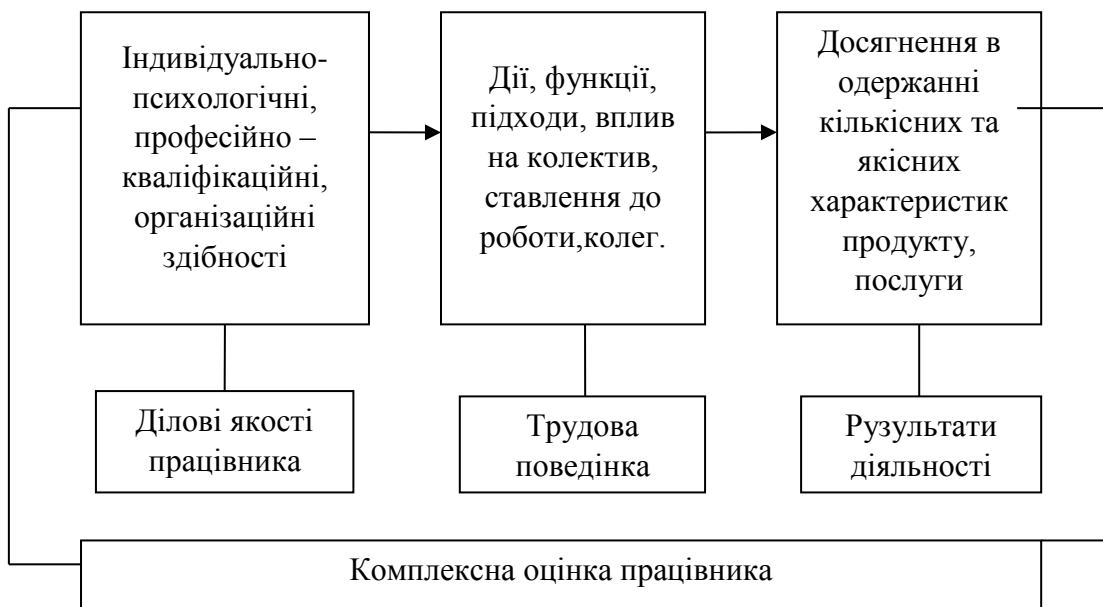 Індивідуально-
психологічні,
професійно –
кваліфікаційні,
організаційні
здібності
Дії, функції,
підходи, вплив
на колектив,
ставлення до
роботи,колег.
Досягнення в
одержанні
кількісних та
якісних
характеристик
продукту,
послуги
Ділові якості
працівника
Трудова
поведінка
Рузультати
діяльності
Комплексна оцінка працівника